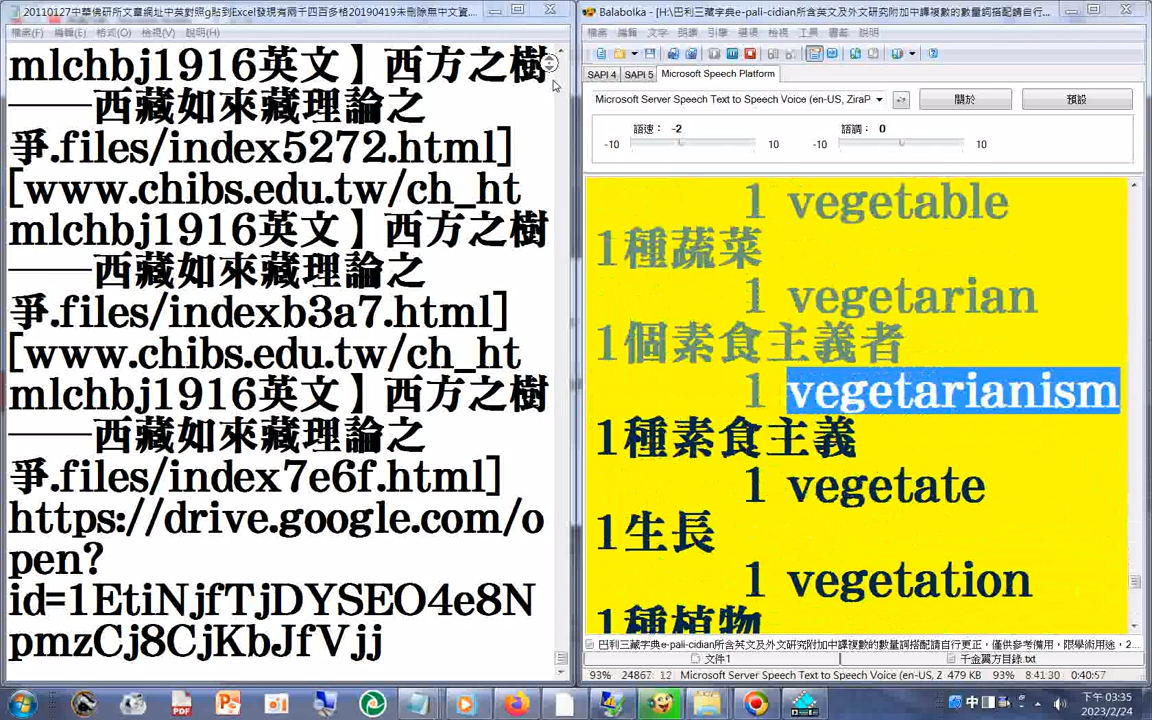 20110127中華佛研所文章網址中英對照g點到Excel發現有兩千四百多格20190419未刪除無中文資...
檔案(F) 編輯(E) 格式(O) 檢視(V) 說明(H)
mlchbj1916英文】西方之樹
——西藏如來藏理論之
爭.files/index5272.html]
[www.chibs.edu.tw/ch_ht
mlchbj1916英文】西方之樹
——西藏如來藏理論之
爭.files/indexb3a7.html]
[www.chibs.edu.tw/ch_ht
mlchbj1916英文】西方之樹
——西藏如來藏理論之
爭.files/index7e6f.html]
https://drive.google.com/o
pen?
id=1EtiNjfTjDYSEO4e8N
pmzCj8CjKbJfVjj
Balabolka - [H:\巴利三藏字典e-pali-cidian所含英文及外文研究附加中譯複數的數量詞搭配請自行...
檔案 編輯 文字 朗讀 引擎 選項 檢視 工具 書籤 說明
SAPI 4 SAPI 5 Microsoft Speech Platform
Microsoft Server Speech Text to Speech Voice (en-US, ZiraP 關於 預設
語速： -2 語調： 0
-10 10 -10 10
1 vegetable
1種蔬菜
1 vegetarian
1個素食主義者
1 vegetarianism
1種素食主義
1 vegetate
1生長
1 vegetation
1種植物
巴利三藏字典e-pali-cidian所含英文及外文研究附加中譯複數的數量詞搭配請自行更正，僅供參考備用，限學術用途，2...
文件1 千金翼方目錄.txt
93% 24867: 12 Microsoft Server Speech Text to Speech Voice (en-US, Z 479 KB 93% 8:41:30 0:40:57
中
下午 03:35
2023/2/24